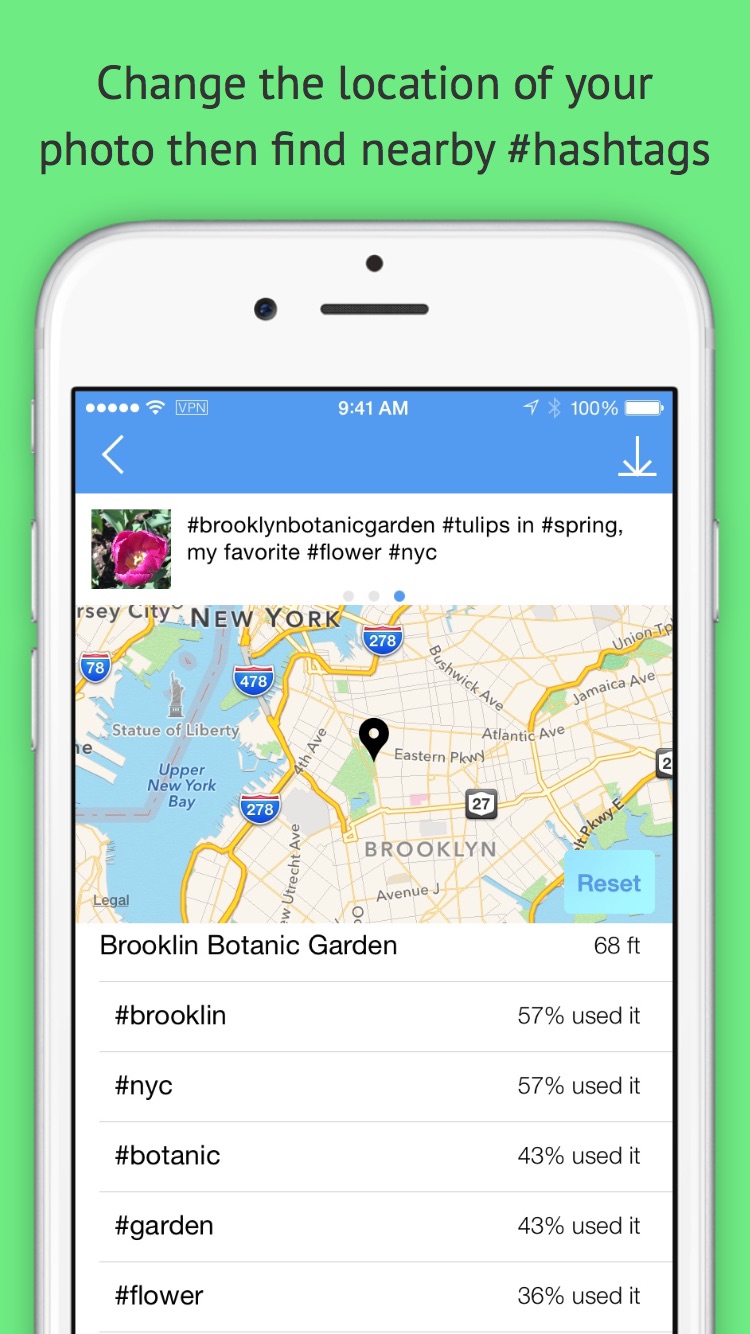 Change the location of your
photo then find nearby #hashtags
VPN
9:41 AM
100%
#brooklynbotanicgarden #tulips in #spring,
my favorite #flower #nyc
rsey City
NEW YORK
278
Union Tp
78
478
Bushwick Ave
Jamaica Ave
Statue of Liberty
4th Ave
Atlantic Ave
Eastern Pkwy
Upper
New York
Bay
278
27
BROOKLYN
Pkwy E
Reset
Legal
w Utrecht Ave
Avenue J
Brooklin Botanic Garden 68 ft
#brooklin 57% used it
#nyc 57% used it
#botanic 43% used it
#garden 43% used it
#flower 36% used it